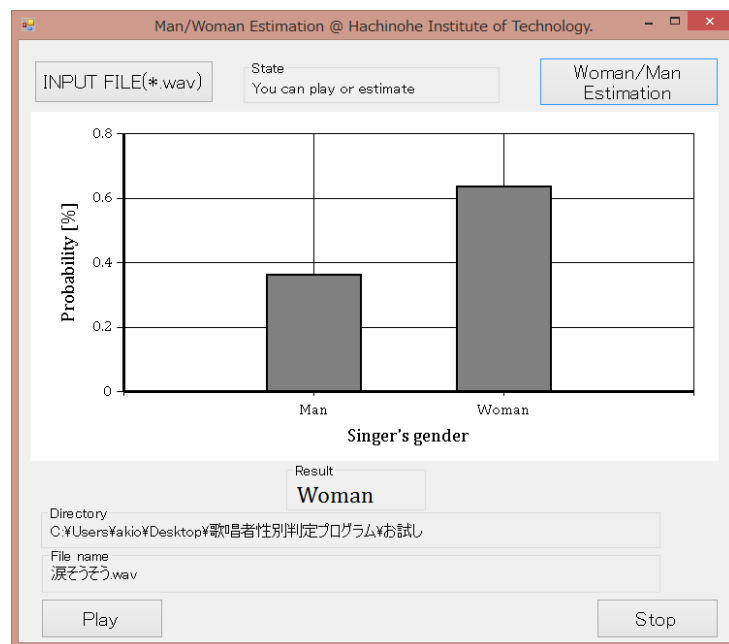 Man/Woman Estimation @ Hachinohe Institute of Technology.
INPUT FILE(*.wav)
State
You can play or estimate
Woman/Man
Estimation
0.8
0.6
0.4
0.2
0
Probability [%]
Man
Woman
Singer's gender
Result
Woman
Directory
C:¥Users¥akio¥Desktop¥歌唱者性別判定プログラム¥お試し
File name
涙そうそう.wav
Play
Stop